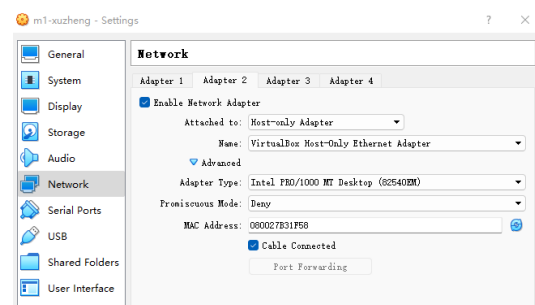 m1-xuzheng - Settings
?
General
System
Display
Storage
Audio
Network
Serial Ports
USB
Shared Folders
User Interface
Network
Adapter 1 Adapter 2 Adapter 3 Adapter 4
Enable Network Adapter
Attached to: Host-only Adapter
Name: VirtualBox Host-Only Ethernet Adapter
Advanced
Adapter Type: Intel PRO/1000 MT Desktop (82540EM)
Promiscuous Mode: Deny
MAC Address: 080027B31F58
Cable Connected
Port Forwarding